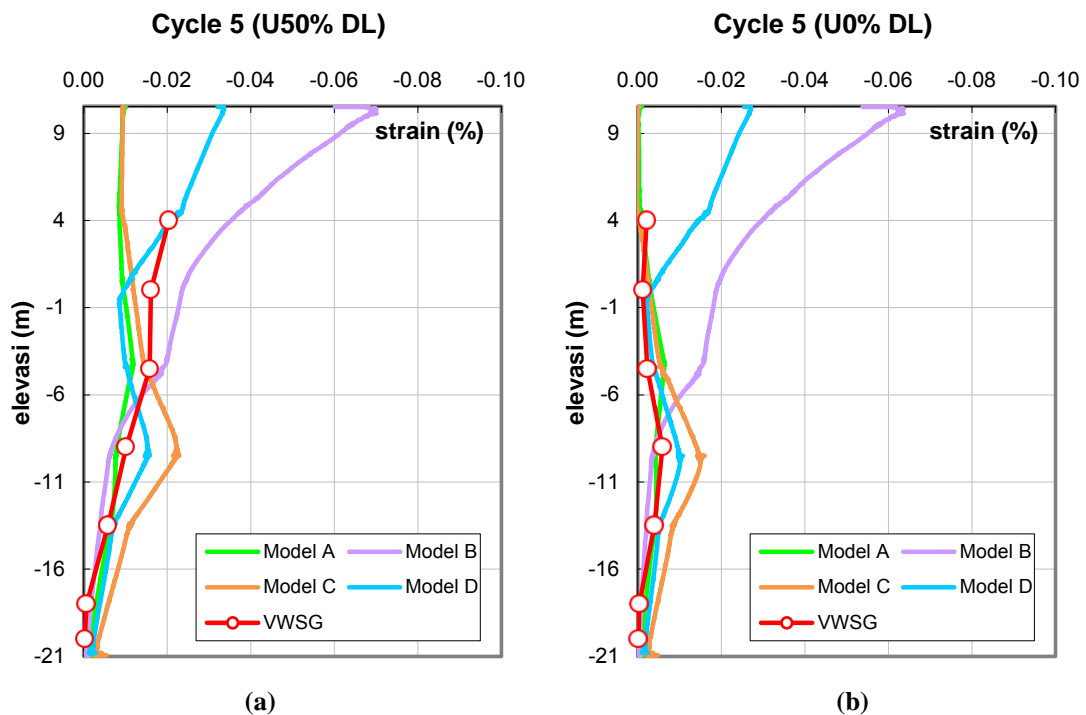 Cycle 5 (U50% DL)
0.00 -0.02 -0.04 -0.06 -0.08 -0.10
strain (%)
9
4
-1
-6
-11
-16
-21
elevasi (m)
Model A Model B
Model C Model D
VWSG
(a)
Cycle 5 (U0% DL)
0.00 -0.02 -0.04 -0.06 -0.08 -0.10
strain (%)
9
4
-1
-6
-11
-16
-21
elevasi (m)
Model A Model B
Model C Model D
VWSG
(b)